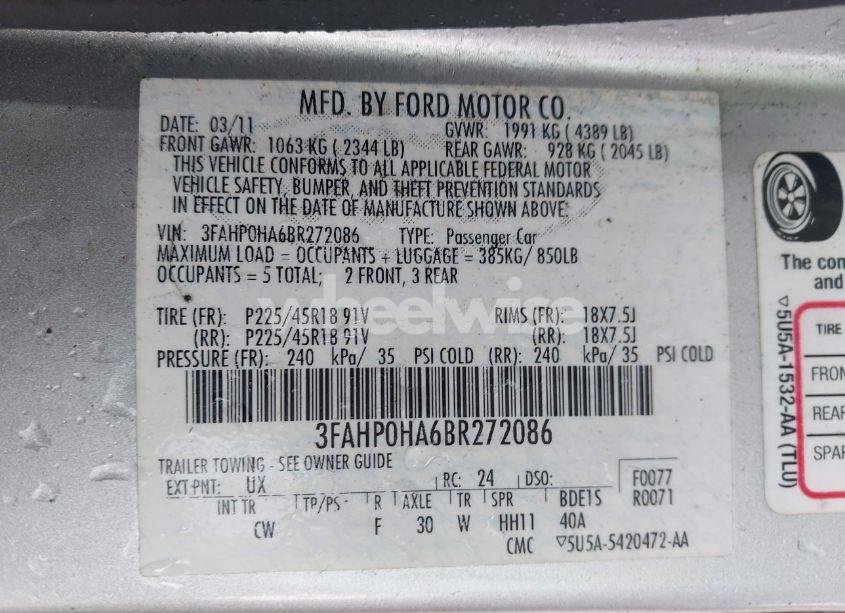 MFD. BY FORD MOTOR CO.
DATE: 03/11 GVWR: 1991 KG ( 4389 LB)
FRONT GAWR: 1063 KG ( 2344 LB) REAR GAWR: 928 KG ( 2045 LB)
THIS VEHICLE CONFORMS TO ALL APPLICABLE FEDERAL MOTOR
VEHICLE SAFETY, BUMPER, AND THEFT PREVENTION STANDARDS
IN EFFECT ON THE DATE OF MANUFACTURE SHOWN ABOVE.
VIN: 3FAHP0HA6BR272086 TYPE: Passenger Car
MAXIMUM LOAD = OCCUPANTS + LUGGAGE = 385KG/ 850LB
OCCUPANTS = 5 TOTAL; 2 FRONT, 3 REAR
wheelwise
TIRE (FR): P225/45R18 91V RIMS (FR): 18X7.5J
(RR): P225/45R18 91V (RR): 18X7.5J
PRESSURE (FR): 240 kPa/ 35 PSI COLD (RR): 240 kPa/ 35 PSI COLD
3FAHP0HA6BR272086
TRAILER TOWING - SEE OWNER GUIDE
EXT PNT: UX RC: 24 DSO: F0077
R0071
INT TR TP/PS R AXLE TR SPR BDE1S
CW F 30 W HH11 40A
CMC ▽5U5A-5420472-AA
The com
and
TIRE
FRON
REAR
SPAR
▽5U5A-1532-AA (TLU)